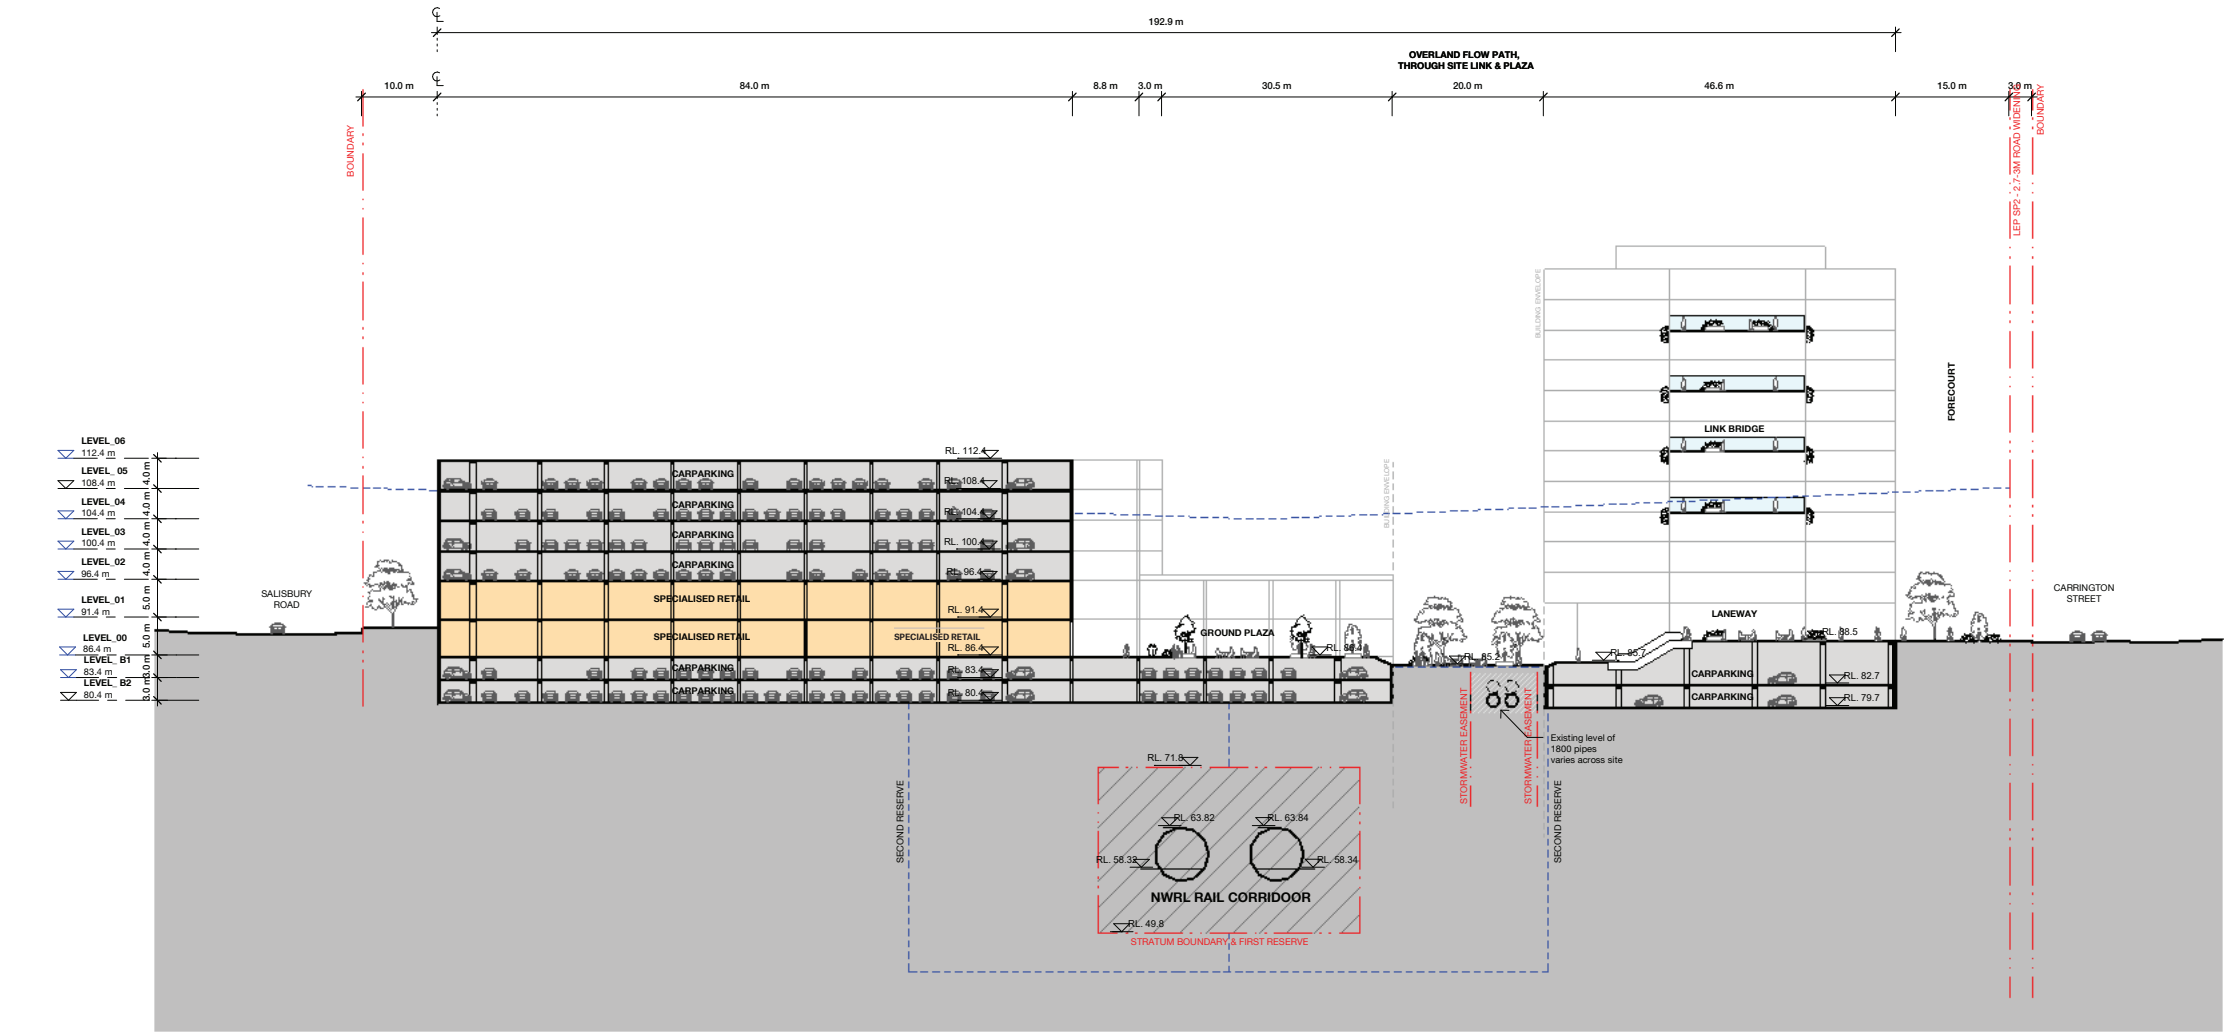 192.9 m
OVERLAND FLOW PATH,
THROUGH SITE LINK & PLAZA
10.0 m
84.0 m
8.8 m
3.0 m
30.5 m
20.0 m
46.6 m
15.0 m
3.0 m
BOUNDARY
LEP SP2 - 2.7-3M ROAD WIDENING
BOUNDARY
BUILDING ENVELOPE
BUILDING ENVELOPE
FORECOURT
LINK BRIDGE
LEVEL_06
112.4 m
4.0 m
LEVEL_05
108.4 m
4.0 m
LEVEL_04
104.4 m
4.0 m
LEVEL_03
100.4 m
4.0 m
LEVEL_02
96.4 m
5.0 m
LEVEL_01
91.4 m
5.0 m
LEVEL_00
86.4 m
3.0 m
LEVEL_B1
83.4 m
3.0 m
LEVEL_B2
80.4 m
SALISBURY
ROAD
CARPARKING
RL. 112.4
CARPARKING
RL. 108.4
CARPARKING
RL. 104.4
CARPARKING
RL. 100.4
RL. 96.4
SPECIALISED RETAIL
RL. 91.4
SPECIALISED RETAIL
SPECIALISED RETAIL
RL. 86.4
CARPARKING
RL. 83.4
CARPARKING
RL. 80.4
GROUND PLAZA
RL. 85.2
RL. 85.7
LANEWAY
RL. 88.5
CARPARKING
RL. 82.7
CARPARKING
RL. 79.7
CARRINGTON
STREET
STORMWATER EASEMENT
STORMWATER EASEMENT
Existing level of
1800 pipes
varies across site
SECOND RESERVE
SECOND RESERVE
RL. 71.8
RL. 63.82
RL. 63.84
RL. 58.32
RL. 58.34
NWRL RAIL CORRIDOOR
RL. 49.8
STRATUM BOUNDARY & FIRST RESERVE